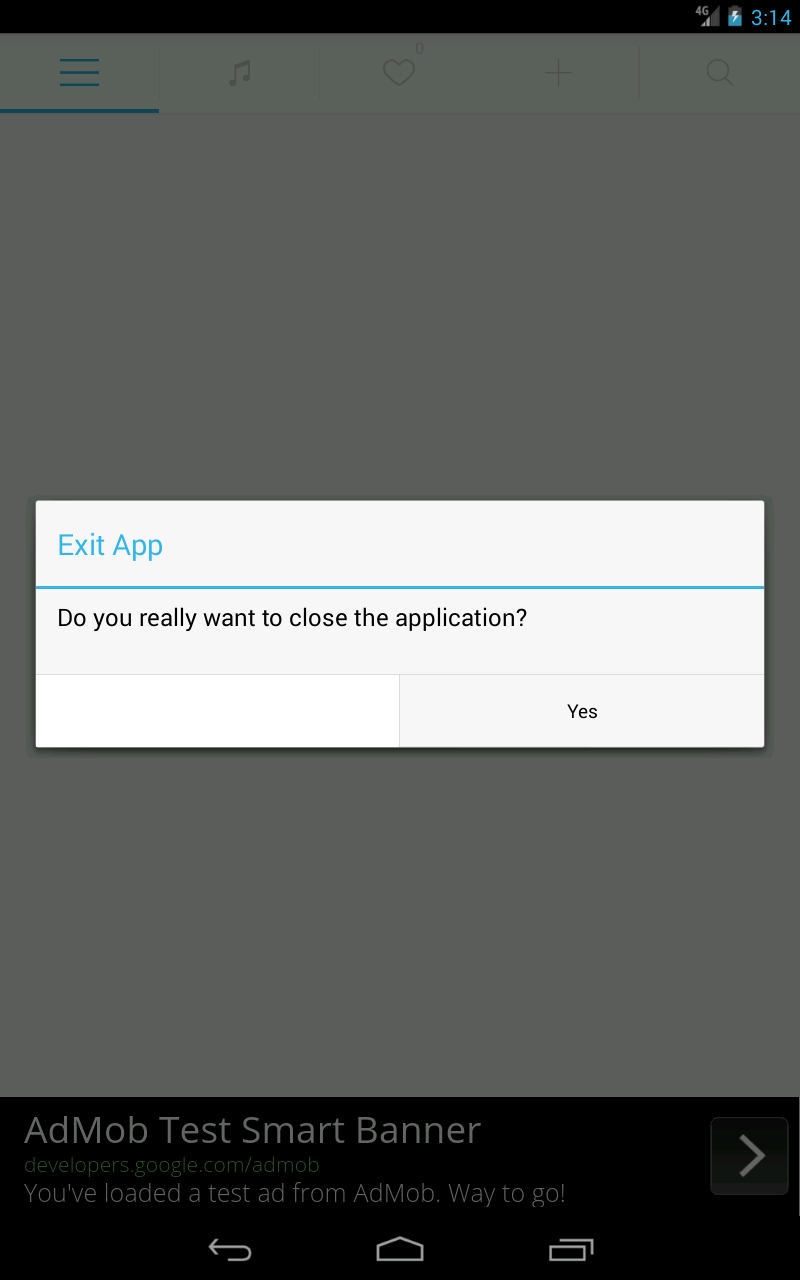 4G 3:14
0
Exit App
Do you really want to close the application?
Yes
AdMob Test Smart Banner
developers.google.com/admob
You've loaded a test ad from AdMob. Way to go!